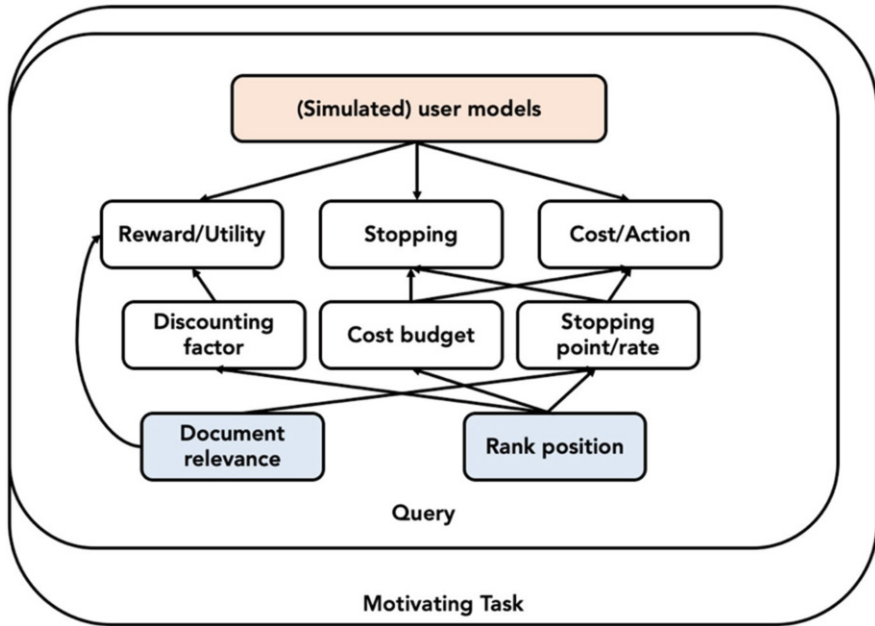 (Simulated) user models
Reward/Utility
Stopping
Cost/Action
Discounting
factor
Cost budget
Stopping
point/rate
Document
relevance
Rank position
Query
Motivating Task